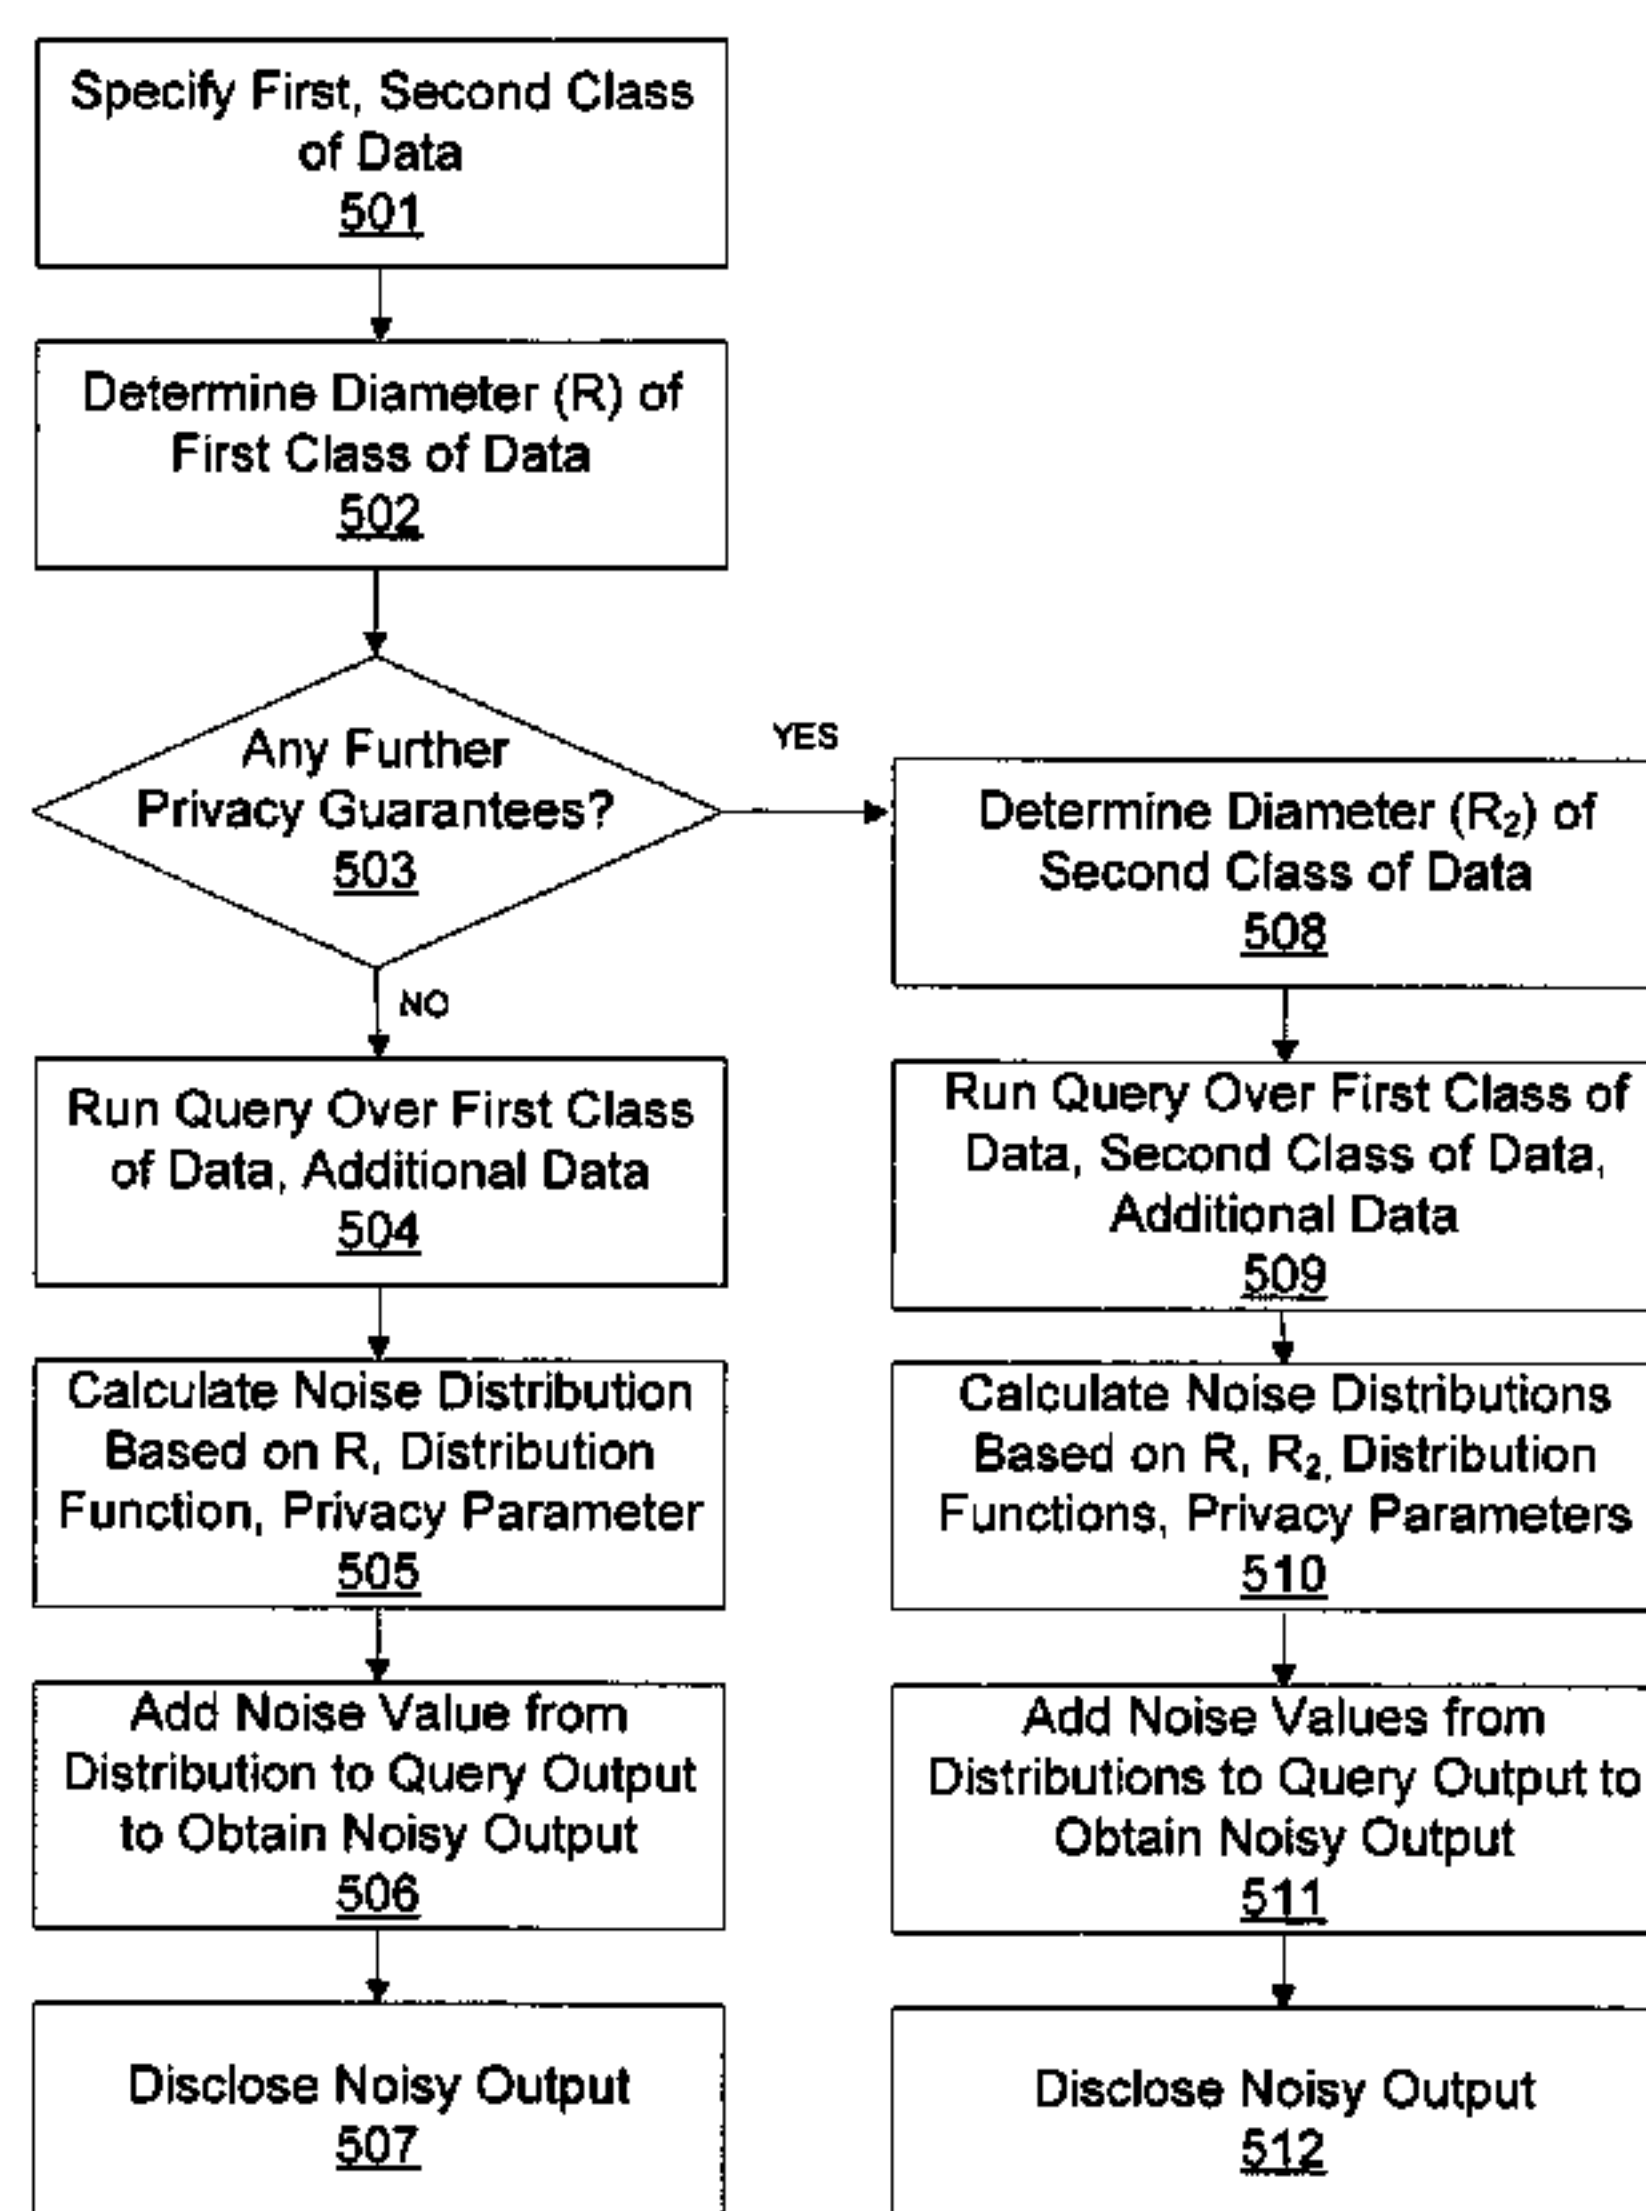 Specify First, Second Class
of Data
501
Determine Diameter (R) of
First Class of Data
502
Any Further
Privacy Guarantees?
503
YES
NO
Run Query Over First Class
of Data, Additional Data
504
Calculate Noise Distribution
Based on R, Distribution
Function, Privacy Parameter
505
Add Noise Value from
Distribution to Query Output
to Obtain Noisy Output
506
Disclose Noisy Output
507
Determine Diameter (R₂) of
Second Class of Data
508
Run Query Over First Class of
Data, Second Class of Data,
Additional Data
509
Calculate Noise Distributions
Based on R, R₂, Distribution
Functions, Privacy Parameters
510
Add Noise Values from
Distributions to Query Output to
Obtain Noisy Output
511
Disclose Noisy Output
512